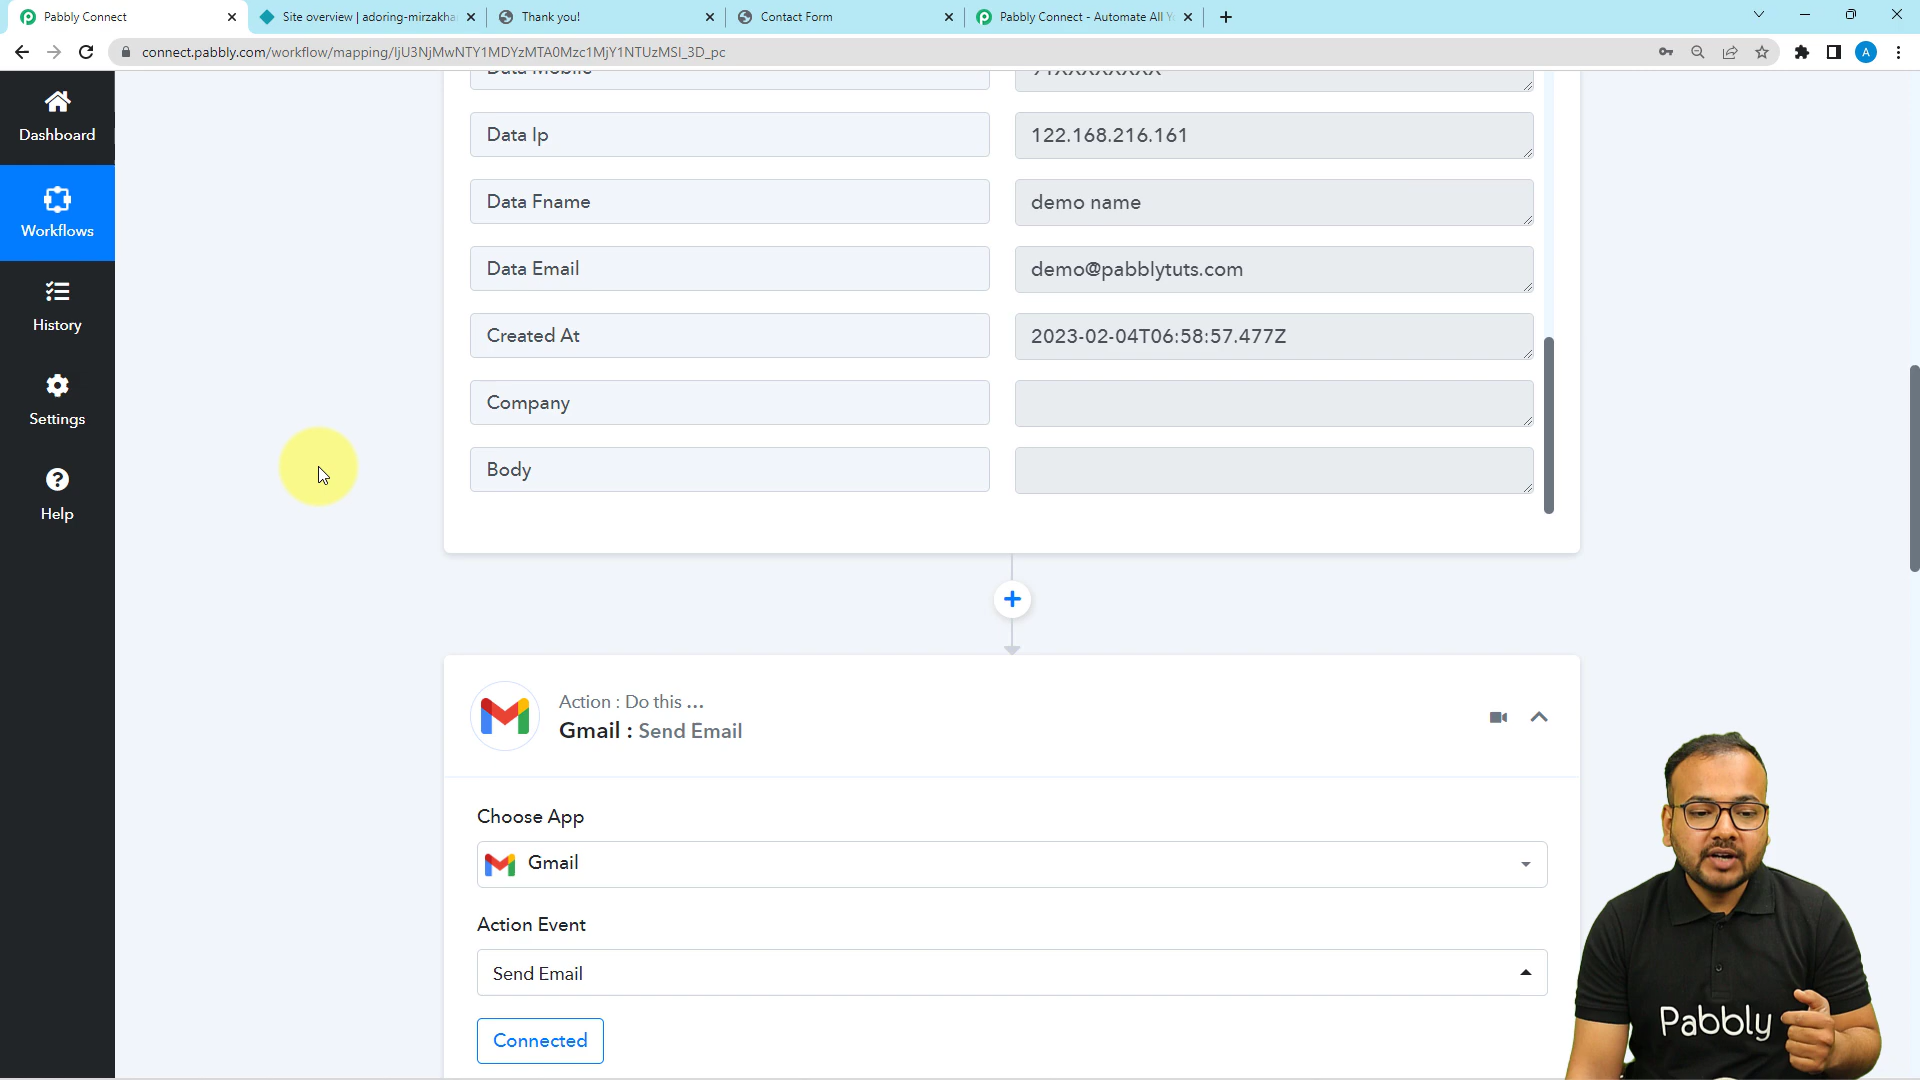 Pabbly Connect
Site overview | adoring-mirzakha
Thank you!
Contact Form
Pabbly Connect - Automate All Y
connect.pabbly.com/workflow/mapping/IjU3NjMwNTY1MDYzMTA0Mzc1MjY1NTUzMSI_3D_pc
A
Dashboard
Workflows
History
Settings
Help
Data Mobile
91XXXXXXXX
Data Ip
122.168.216.161
Data Fname
demo name
Data Email
demo@pabblytuts.com
Created At
2023-02-04T06:58:57.477Z
Company
Body
Action : Do this ...
Gmail : Send Email
Choose App
Gmail
Action Event
Send Email
Connected
Pabbly